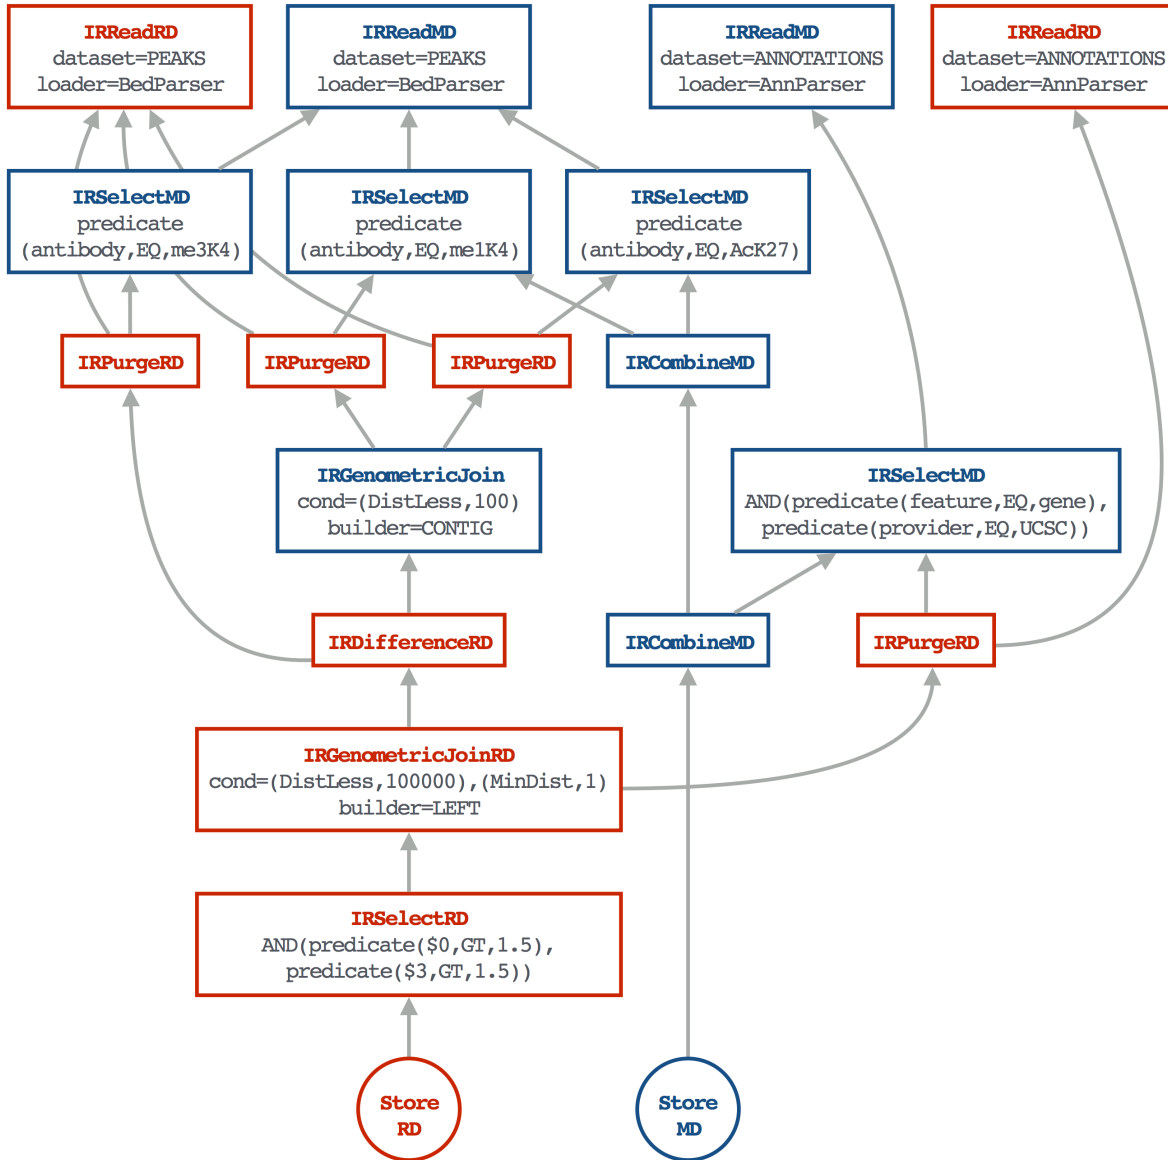 IRReadRD
dataset=PEAKS
loader=BedParser
IRReadMD
dataset=PEAKS
loader=BedParser
IRReadMD
dataset=ANNOTATIONS
loader=AnnParser
IRReadRD
dataset=ANNOTATIONS
loader=AnnParser
IRSelectMD
predicate
(antibody,EQ,me3K4)
IRSelectMD
predicate
(antibody,EQ,me1K4)
IRSelectMD
predicate
(antibody,EQ,AcK27)
IRPurgeRD
IRPurgeRD
IRPurgeRD
IRCombineMD
IRGenometricJoin
cond=(DistLess,100)
builder=CONTIG
IRSelectMD
AND(predicate(feature,EQ,gene),
predicate(provider,EQ,UCSC))
IRDifferenceRD
IRCombineMD
IRPurgeRD
IRGenometricJoinRD
cond=(DistLess,100000),(MinDist,1)
builder=LEFT
IRSelectRD
AND(predicate($0,GT,1.5),
predicate($3,GT,1.5))
Store
RD
Store
MD